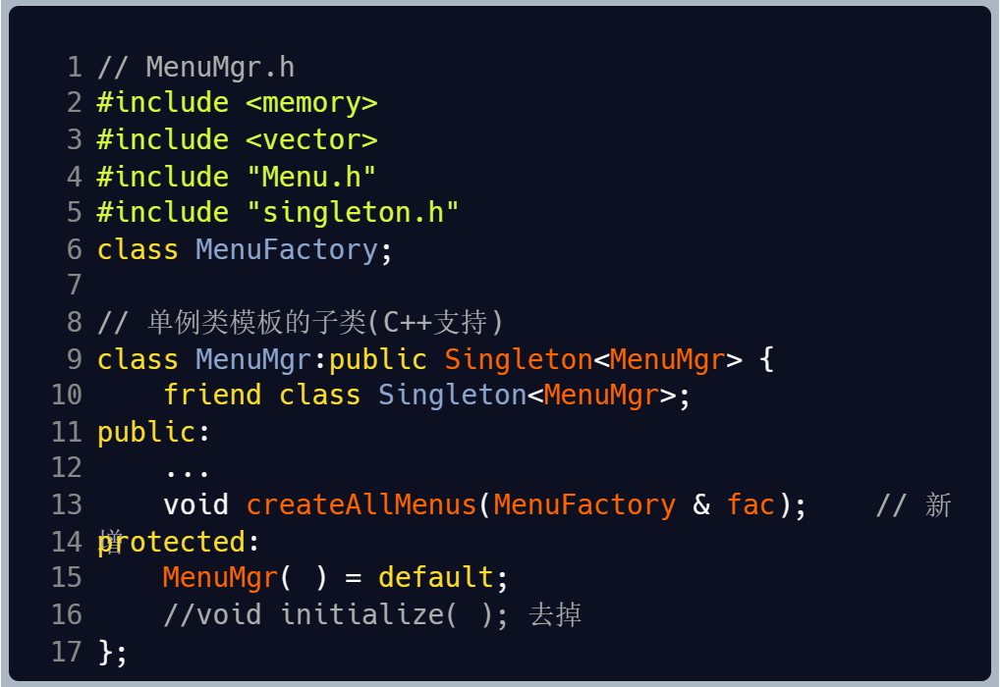 1 // MenuMgr.h
2 #include <memory>
3 #include <vector>
4 #include "Menu.h"
5 #include "singleton.h"
6 class MenuFactory;
7
8 // 单例类模板的子类(C++支持)
9 class MenuMgr:public Singleton<MenuMgr> {
10     friend class Singleton<MenuMgr>;
11 public:
12     ...
13     void createAllMenus(MenuFactory & fac);    // 新增
14 protected:
15     MenuMgr( ) = default;
16     //void initialize( ); 去掉
17 };